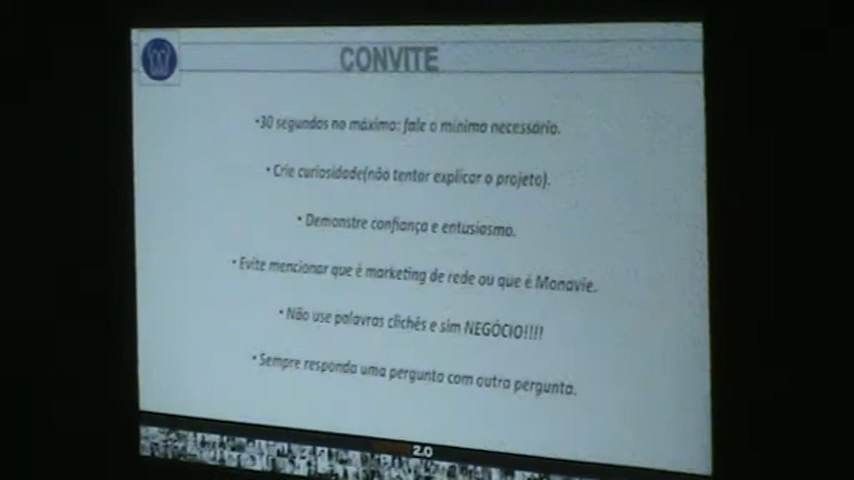 CONVITE
•30 segundos no máximo: fale o mínimo necessário.
• Crie curiosidade(não tentar explicar o projeto).
• Demonstre confiança e entusiasmo.
• Evite mencionar que é marketing de rede ou que é Monavie.
• Não use palavras clichês e sim NEGÓCIO!!!!
• Sempre responda uma pergunta com outra pergunta.
2.0